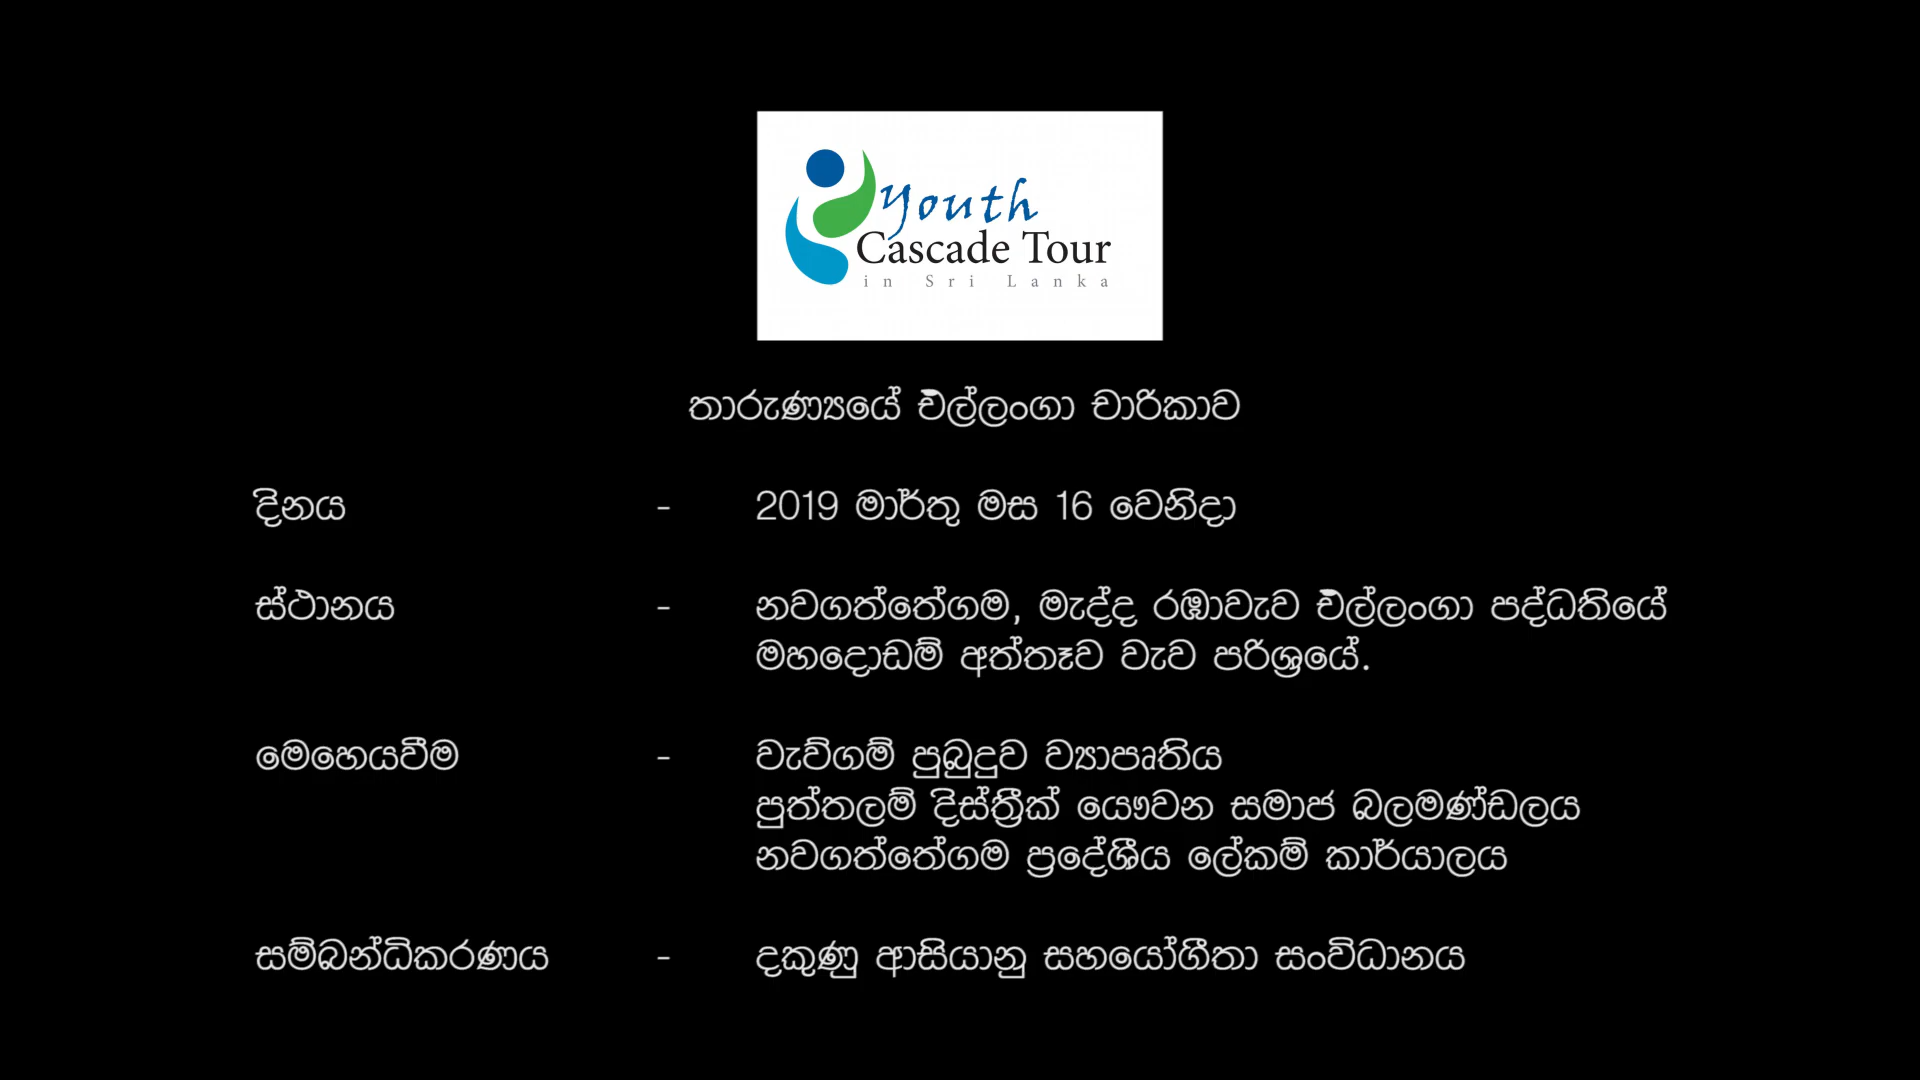 Youth
Cascade Tour
in Sri Lanka
තාරුණ්‍යයේ එල්ලංගා චාරිකාව
දිනය - 2019 මාර්තු මස 16 වෙනිදා
ස්ථානය - නවගත්තේගම, මැද්ද රඹාවැව එල්ලංගා පද්ධතියේ
මහදොඩම් අත්තෑව වැව පරිශ්‍රයේ.
මෙහෙයවීම - වැව්ගම් පුබුදුව ව්‍යාපෘතිය
පුත්තලම් දිස්ත්‍රීක් යෞවන සමාජ බලමණ්ඩලය
නවගත්තේගම ප්‍රදේශීය ලේකම් කාර්යාලය
සම්බන්ධිකරණය - දකුණු ආසියානු සහයෝගීතා සංවිධානය